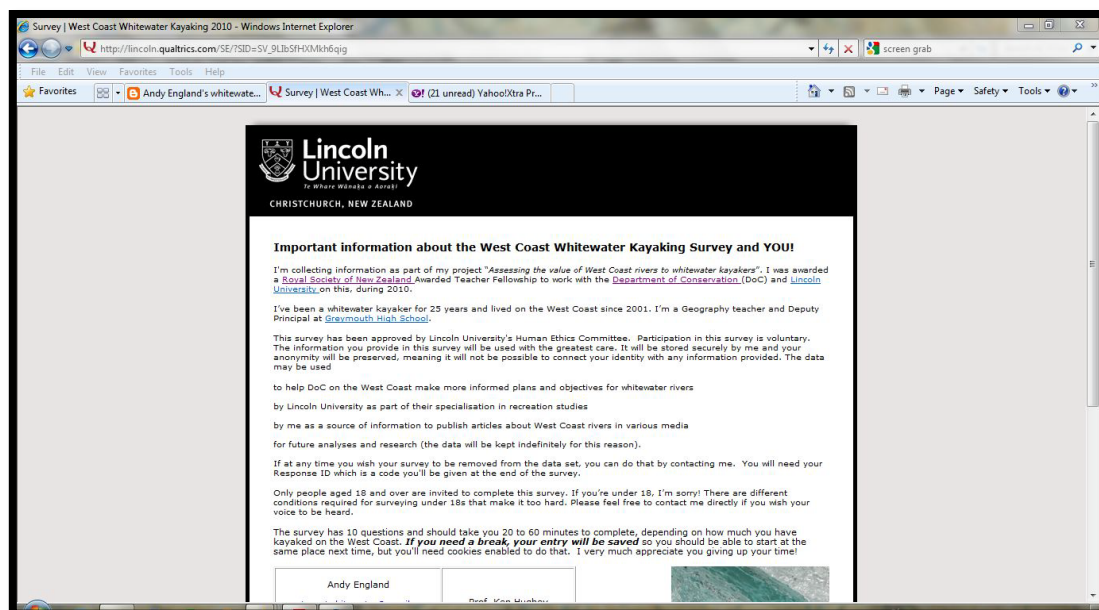 Survey | West Coast Whitewater Kayaking 2010 - Windows Internet Explorer
http://lincoln.qualtrics.com/SE/?SID=SV_9LIbSfHXMkh6qig
screen grab
File Edit View Favorites Tools Help
Favorites
Andy England's whitewate...
Survey | West Coast Wh...
(21 unread) Yahoo!Xtra Pr...
Page
Safety
Tools
Lincoln
University
Te Whare Wānaka o Aoraki
CHRISTCHURCH, NEW ZEALAND
Important information about the West Coast Whitewater Kayaking Survey and YOU!
I'm collecting information as part of my project "Assessing the value of West Coast rivers to whitewater kayakers". I was awarded
a Royal Society of New Zealand Awarded Teacher Fellowship to work with the Department of Conservation (DoC) and Lincoln
University on this, during 2010.
I've been a whitewater kayaker for 25 years and lived on the West Coast since 2001. I'm a Geography teacher and Deputy
Principal at Greymouth High School.
This survey has been approved by Lincoln University's Human Ethics Committee. Participation in this survey is voluntary.
The information you provide in this survey will be used with the greatest care. It will be stored securely by me and your
anonymity will be preserved, meaning it will not be possible to connect your identity with any information provided. The data
may be used
to help DoC on the West Coast make more informed plans and objectives for whitewater rivers
by Lincoln University as part of their specialisation in recreation studies
by me as a source of information to publish articles about West Coast rivers in various media
for future analyses and research (the data will be kept indefinitely for this reason).
If at any time you wish your survey to be removed from the data set, you can do that by contacting me. You will need your
Response ID which is a code you'll be given at the end of the survey.
Only people aged 18 and over are invited to complete this survey. If you're under 18, I'm sorry! There are different
conditions required for surveying under 18s that make it too hard. Please feel free to contact me directly if you wish your
voice to be heard.
The survey has 10 questions and should take you 20 to 60 minutes to complete, depending on how much you have
kayaked on the West Coast. If you need a break, your entry will be saved so you should be able to start at the
same place next time, but you'll need cookies enabled to do that. I very much appreciate you giving up your time!
Andy England
Prof. Ken Hughey